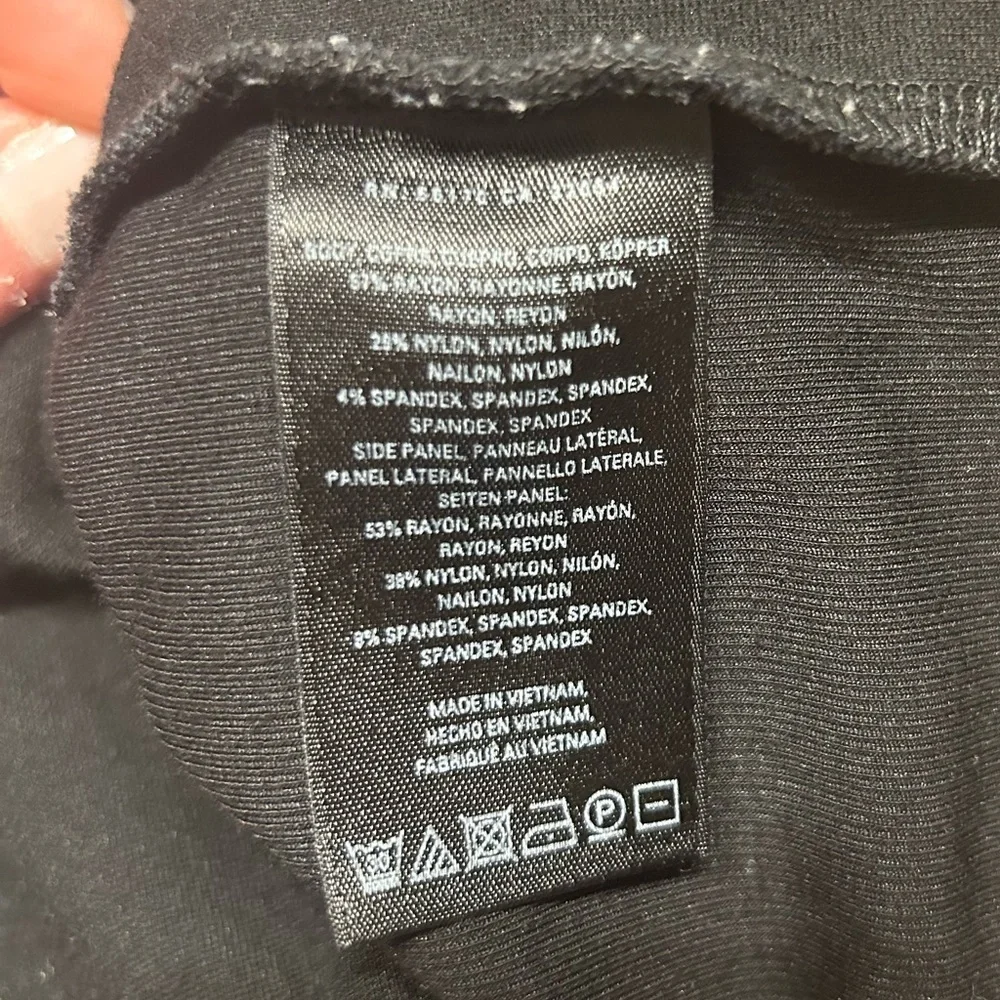 BODY, CORPS, CUERPO, CORPO, KÖPPER
67% RAYON, RAYONNE, RAYÓN,
RAYON, REYON
29% NYLON, NYLON, NILÓN,
NAILON, NYLON
4% SPANDEX, SPANDEX, SPANDEX,
SPANDEX, SPANDEX
SIDE PANEL, PANNEAU LATÉRAL,
PANEL LATERAL, PANNELLO LATERALE,
SEITEN PANEL:
53% RAYON, RAYONNE, RAYÓN,
RAYON, REYON
38% NYLON, NYLON, NILÓN,
NAILON, NYLON
SPANDEX, SPANDEX, SPANDEX,
SPANDEX, SPANDEX
MADE IN VIETNAM,
HECHO EN VIETNAM,
FABRIQUÉ AU VIETNAM
30 P